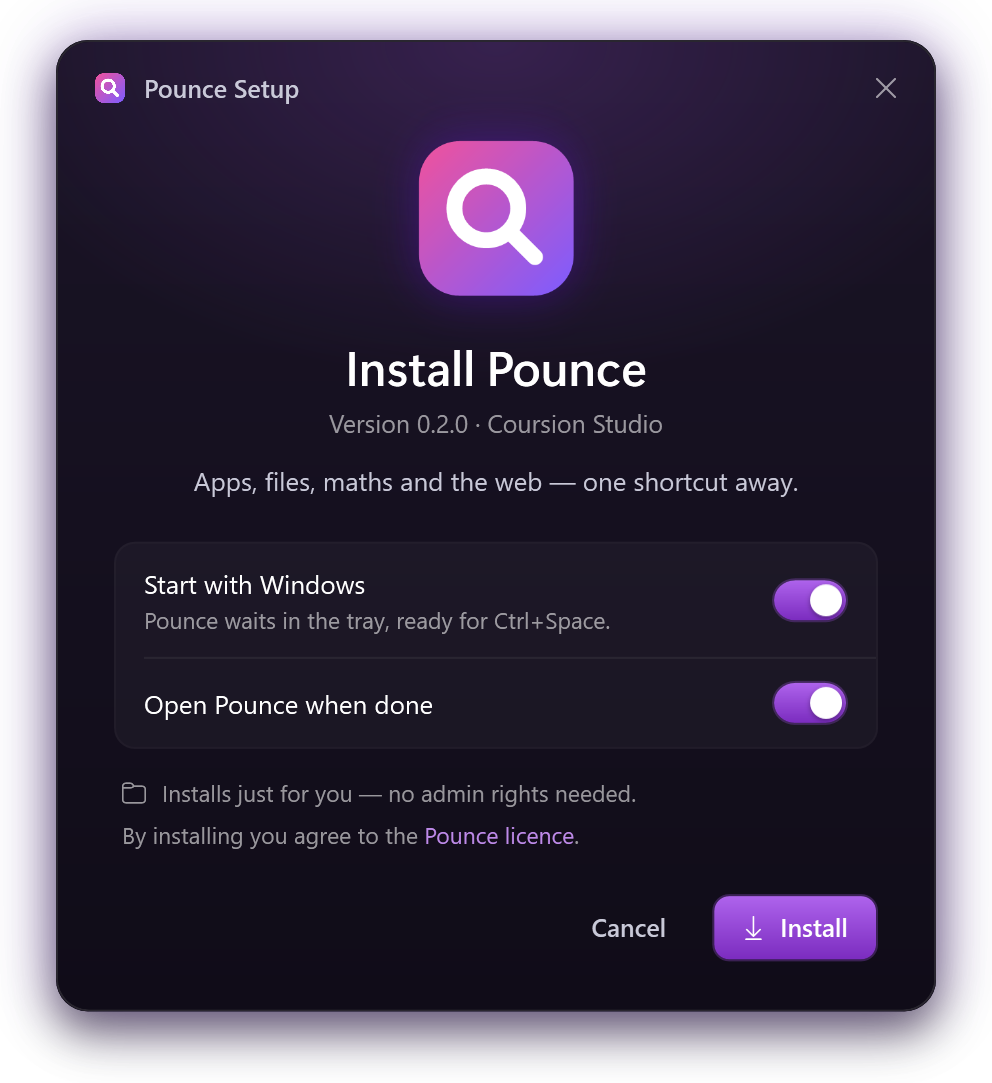 Pounce Setup
Install Pounce
Version 0.2.0 · Coursion Studio
Apps, files, maths and the web — one shortcut away.
Start with Windows
Pounce waits in the tray, ready for Ctrl+Space.
Open Pounce when done
Installs just for you — no admin rights needed.
By installing you agree to the Pounce licence.
Cancel
Install